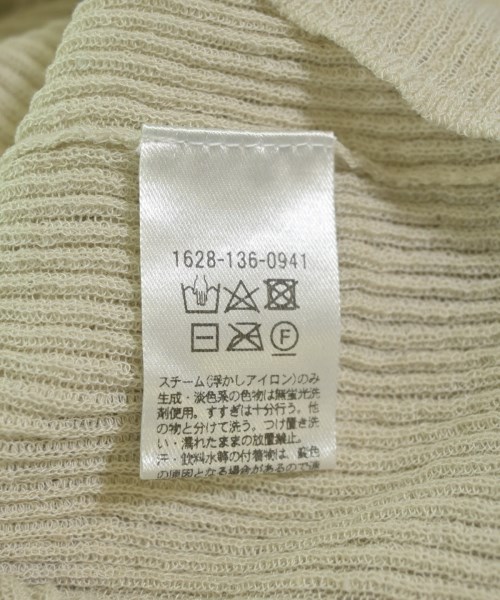 1628-136-0941
F
スチーム(浮かしアイロン)のみ
生成・淡色系の色物は無蛍光洗
剤使用。すすぎは十分行う。他
の物と分けて洗う。つけ置き洗
い・濡れたままの放置禁止。
汗・飲料水等の付着物は、変色
の原因となる場合があるので速